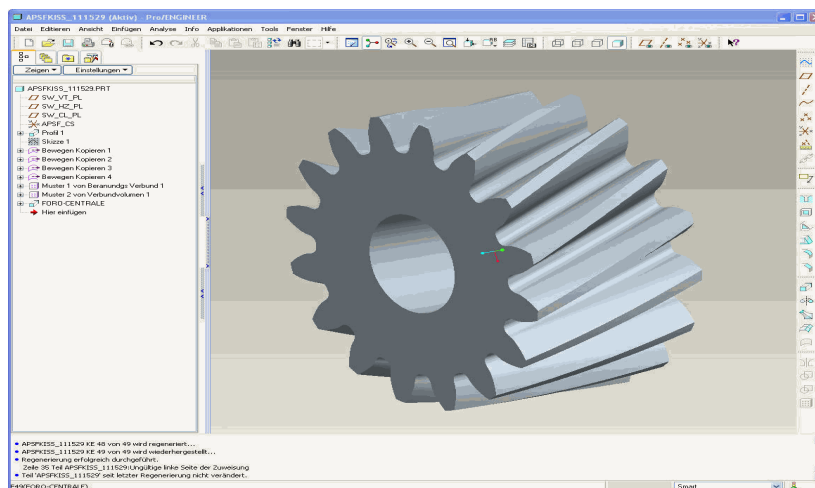 APSFKISS_111529 (Aktiv) - Pro/ENGINEER
Datei Editieren Ansicht Einfügen Analyse Info Applikationen Tools Fenster Hilfe
Zeigen Einstellungen
APSFKISS_111529.PRT
SW_VT_PL
SW_HZ_PL
SW_CL_PL
APSF_CS
Profil 1
Skizze 1
Bewegen Kopieren 1
Bewegen Kopieren 2
Bewegen Kopieren 3
Bewegen Kopieren 4
Muster 1 von Beranundgs Verbund 1
Muster 2 von Verbundvolumen 1
FORO-CENTRALE
Hier einfügen
• APSFKISS_111529 KE 48 von 49 wird regeneriert...
• APSFKISS_111529 KE 49 von 49 wird wiederhergestellt...
• Regenerierung erfolgreich durchgeführt.
Zeile 35 Teil APSFKISS_111529:Ungültige linke Seite der Zuweisung
• Teil 'APSFKISS_111529' seit letzter Regenerierung nicht verändert.
E49(FORO-CENTRALE)
Smart